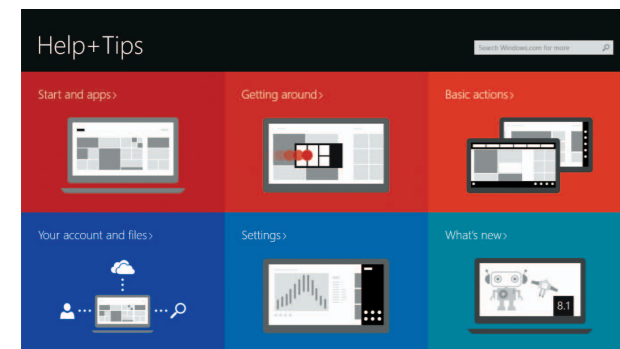 Help+Tips
Search Windows.com for more
Start and apps>
Getting around>
Basic actions>
Your account and files>
Settings>
What's new>
8.1